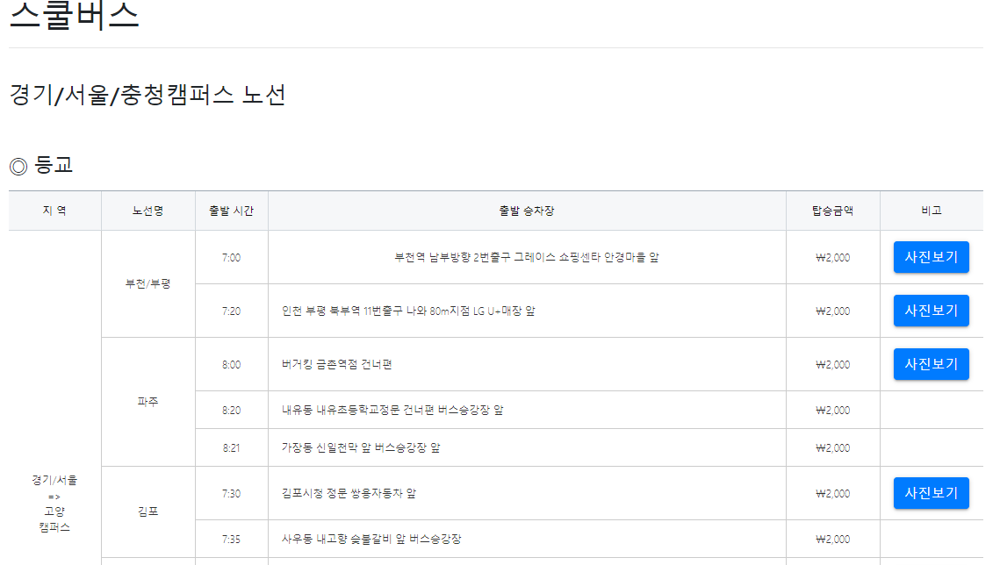 스쿨버스
경기/서울/충청캠퍼스 노선
◎ 등교
지 역 노선명 출발 시간 출발 승차장 탑승금액 비고
경기/서울
=>
고양
캠퍼스
부천/부평
7:00 부천역 남부방향 2번출구 그레이스 쇼핑센타 안경마을 앞 ₩2,000 사진보기
7:20 인천 부평 북부역 11번출구 나와 80m지점 LG U+매장 앞 ₩2,000 사진보기
파주
8:00 버거킹 금촌역점 건너편 ₩2,000 사진보기
8:20 내유동 내유초등학교정문 건너편 버스승강장 앞 ₩2,000
8:21 가장동 신일천막 앞 버스승강장 앞 ₩2,000
김포
7:30 김포시청 정문 쌍용자동차 앞 ₩2,000 사진보기
7:35 사우동 내고향 숯불갈비 앞 버스승강장 ₩2,000